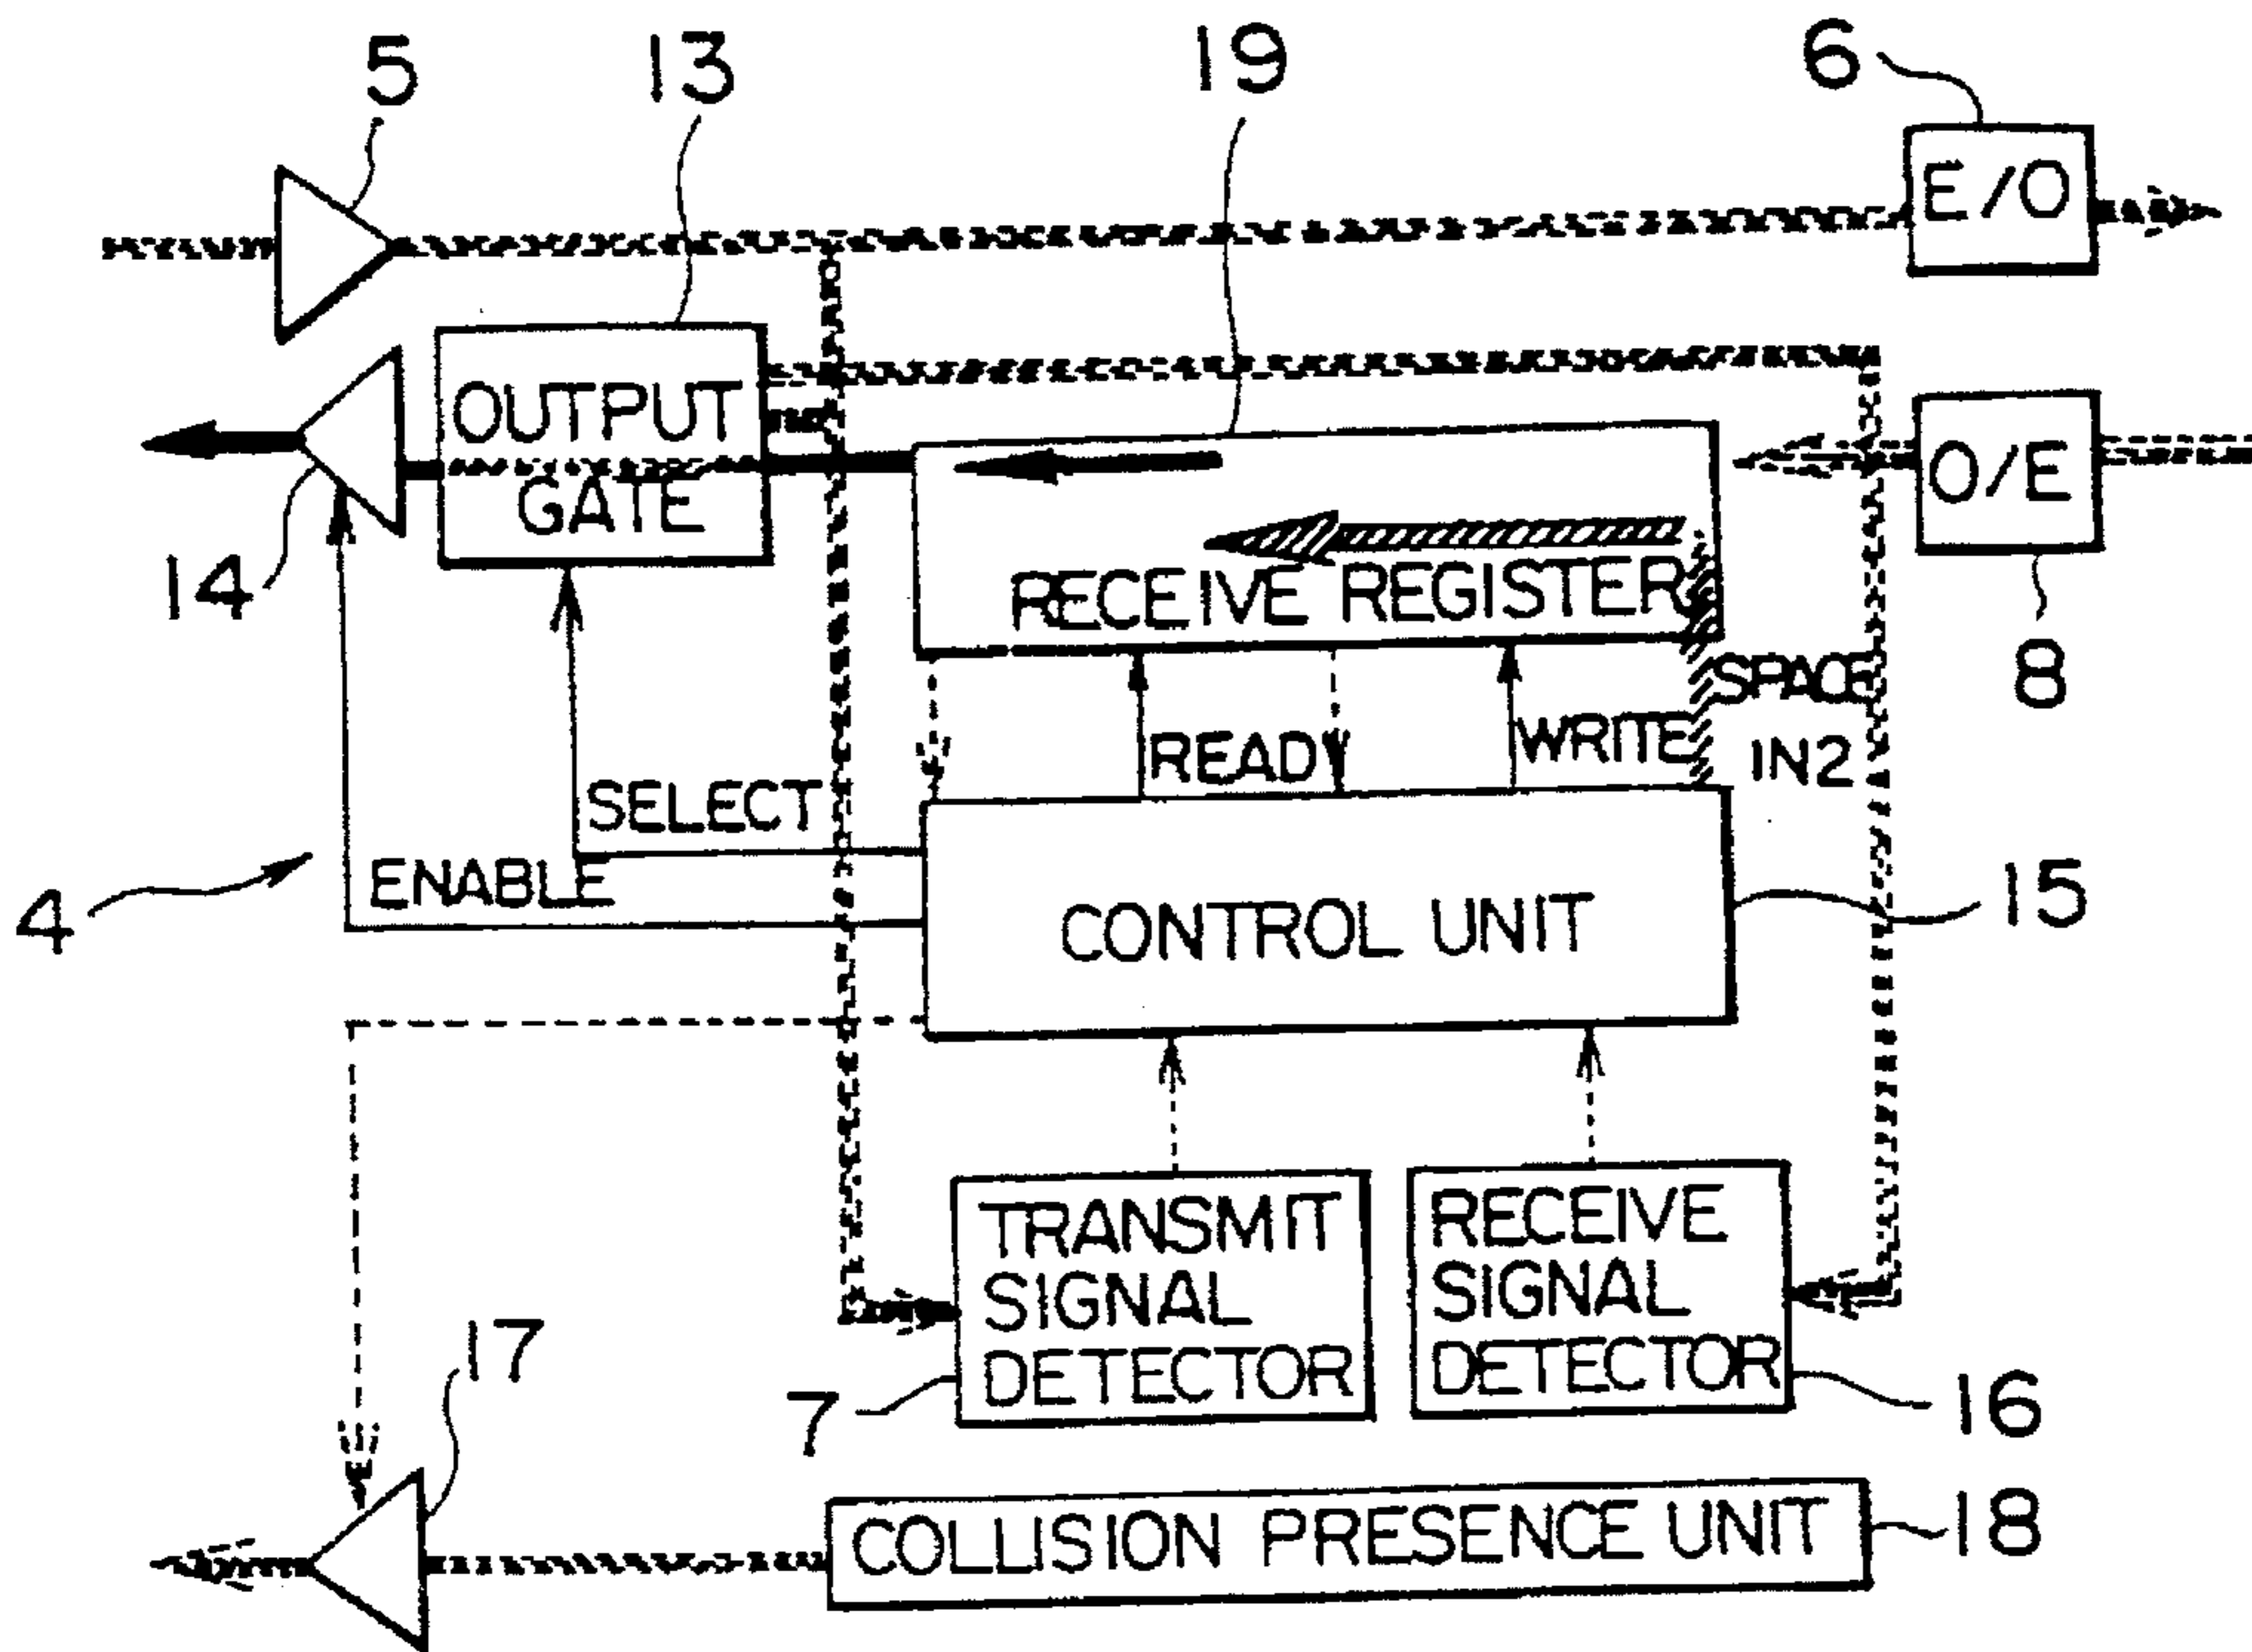 5
13
19
6
E/O
OUTPUT
GATE
O/E
14
RECEIVE REGISTER
8
SPACE
READY
WRITE
IN2
SELECT
ENABLE
4
CONTROL UNIT
15
TRANSMIT
SIGNAL
DETECTOR
RECEIVE
SIGNAL
DETECTOR
17
7
16
COLLISION PRESENCE UNIT
18